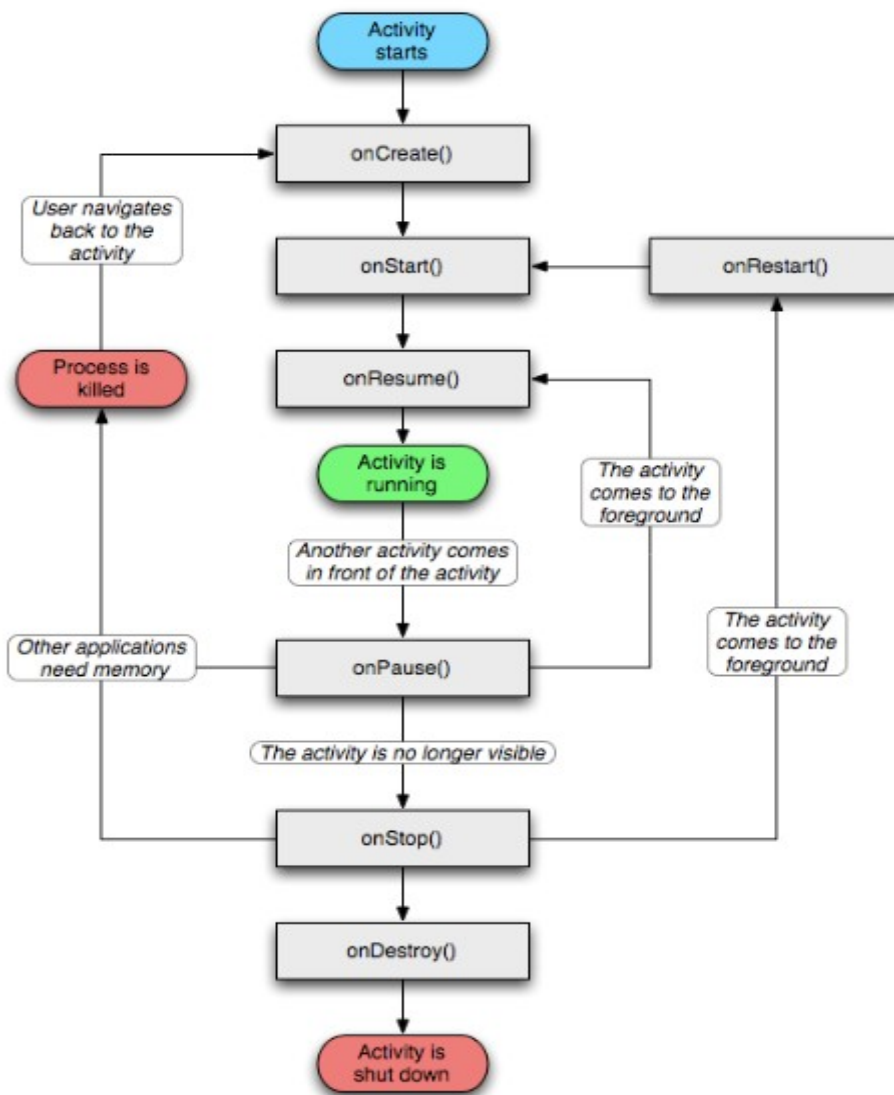 Activity
starts
onCreate()
User navigates
back to the
activity
onStart()
onRestart()
Process is
killed
onResume()
Activity is
running
The activity
comes to the
foreground
Another activity comes
in front of the activity
The activity
comes to the
foreground
Other applications
need memory
onPause()
The activity is no longer visible
onStop()
onDestroy()
Activity is
shut down